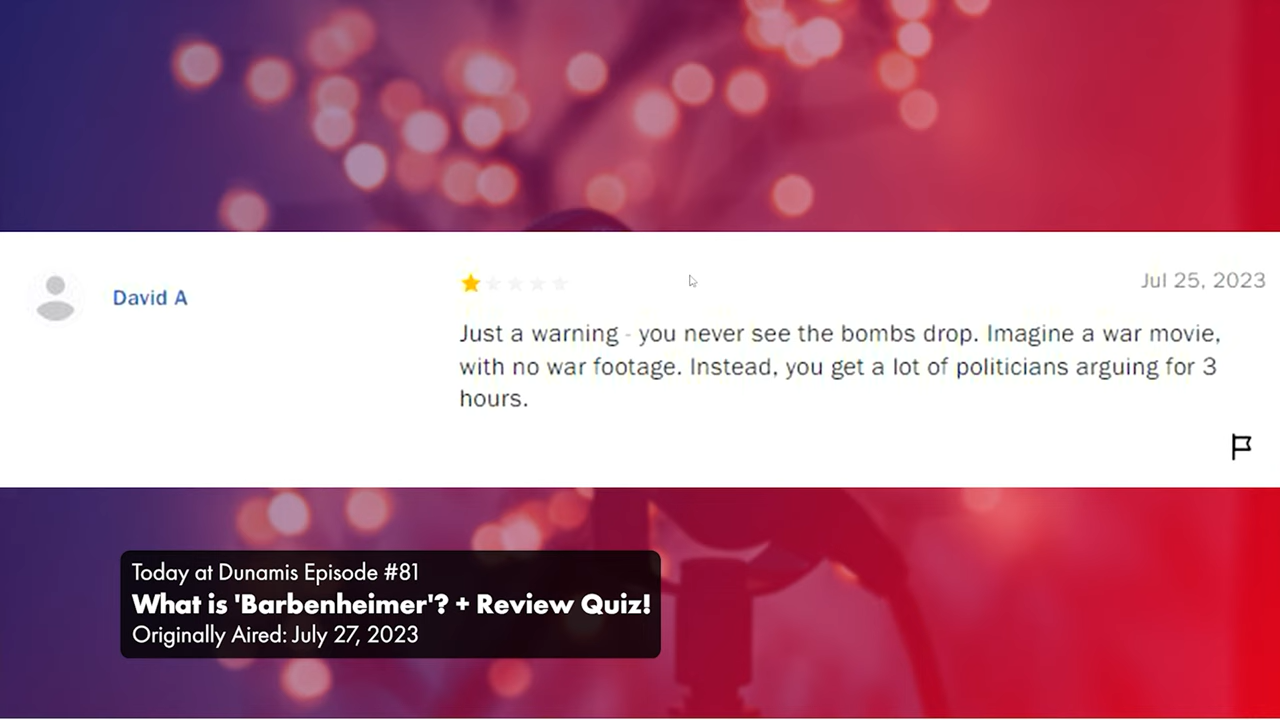 David A
Jul 25, 2023
Just a warning - you never see the bombs drop. Imagine a war movie,
with no war footage. Instead, you get a lot of politicians arguing for 3
hours.
Today at Dunamis Episode #81
What is 'Barbenheimer'? + Review Quiz!
Originally Aired: July 27, 2023